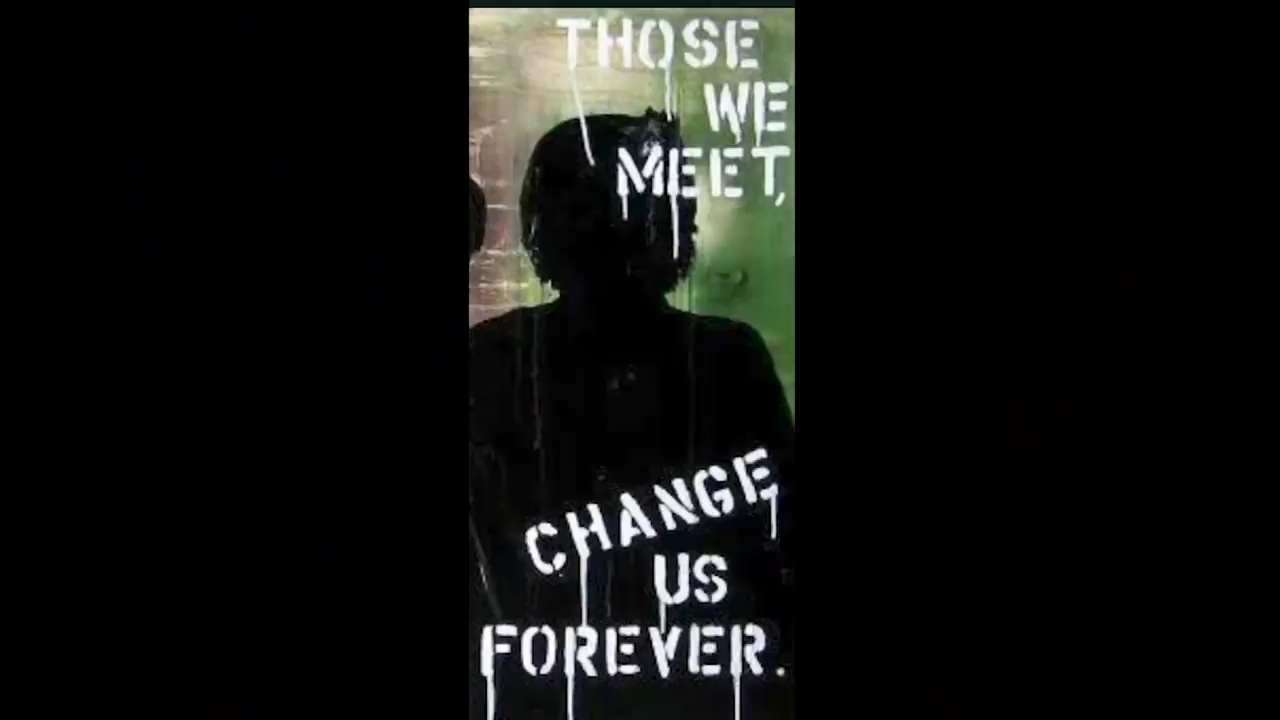 THOSE
WE
MEET,
CHANGE
US
FOREVER.